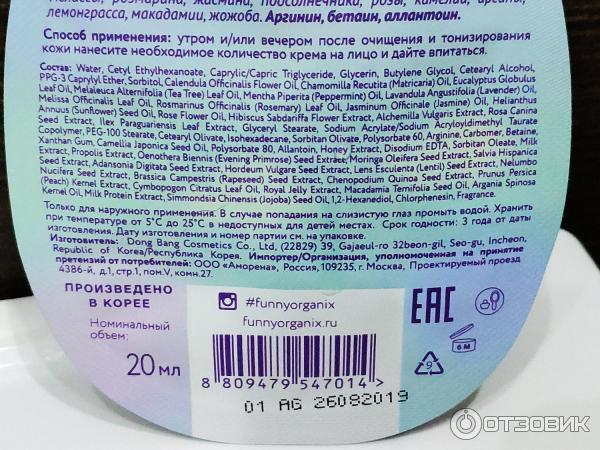 мелиссы, розмарина, жасмина, подсолнечника, розы, камелии, арганы,
лемонграсса, макадамии, жожоба. Аргинин, бетаин, аллантоин.
Способ применения: утром и/или вечером после очищения и тонизирования
кожи нанесите необходимое количество крема на лицо и дайте впитаться.
Состав: Water, Cetyl Ethylhexanoate, Caprylic/Capric Triglyceride, Glycerin, Butylene Glycol, Cetearyl Alcohol,
PPG-3 Caprylyl Ether, Sorbitol, Calendula Officinalis Flower Oil, Chamomilla Recutita (Matricaria) Oil, Eucalyptus Globulus
Leaf Oil, Melaleuca Alternifolia (Tea Tree) Leaf Oil, Mentha Piperita (Peppermint) Oil, Lavandula Angustifolia (Lavender) Oil,
Melissa Officinalis Leaf Oil, Rosmarinus Officinalis (Rosemary) Leaf Oil, Jasminum Officinale (Jasmine) Oil, Helianthus
Annuus (Sunflower) Seed Oil, Rose Flower Oil, Hibiscus Sabdariffa Flower Extract, Alchemilla Vulgaris Extract, Rosa Canina
Seed Extract, Ilex Paraguariensis Leaf Extract, Glyceryl Stearate, Sodium Acrylate/Sodium Acryloyldimethyl Taurate
Copolymer, PEG-100 Stearate, Cetearyl Olivate, Isohexadecane, Sorbitan Olivate, Polysorbate 60, Arginine, Carbomer, Betaine,
Xanthan Gum, Camellia Japonica Seed Oil, Polysorbate 80, Allantoin, Honey Extract, Disodium EDTA, Sorbitan Oleate, Milk
Extract, Propolis Extract, Oenothera Biennis (Evening Primrose) Seed Extract, Moringa Oleifera Seed Extract, Salvia Hispanica
Seed Extract, Adansonia Digitata Seed Extract, Hordeum Vulgare Seed Extract, Lens Esculenta (Lentil) Seed Extract, Nelumbo
Nucifera Seed Extract, Brassica Campestris (Rapeseed) Seed Extract, Chenopodium Quinoa Seed Extract, Prunus Persica
(Peach) Kernel Extract, Cymbopogon Citratus Leaf Oil, Royal Jelly Extract, Macadamia Ternifolia Seed Oil, Argania Spinosa
Kernel Oil, Milk Protein Extract, Simmondsia Chinensis (Jojoba) Seed Oil, 1,2-Hexanediol, Chlorphenesin, Fragrance.
Только для наружного применения. В случае попадания на слизистую глаз промыть водой. Хранить
при температуре от 5°С до 25°С в недоступных для детей местах. Срок годности: 3 года от даты
изготовления. Дату изготовления и номер партии см. на упаковке.
Изготовитель: Dong Bang Cosmetics Co., Ltd, (22829) 39, Gajaeul-ro 32beon-gil, Seo-gu, Incheon,
Republic of Korea/Республика Корея. Импортер/Организация, уполномоченная на принятие
претензий от потребителей: ООО «Аморена», Россия, 109235, г. Москва, Проектируемый проезд
4386-й, д.1, стр.1, пом.V, комн.27.
ПРОИЗВЕДЕНО
В КОРЕЕ
Номинальный
объем:
20 мл
#funnyorganix
funnyorganix.ru
8 809479 547014 >
01 AG 26082019
EAC
6 M
9
ОТЗОВИК